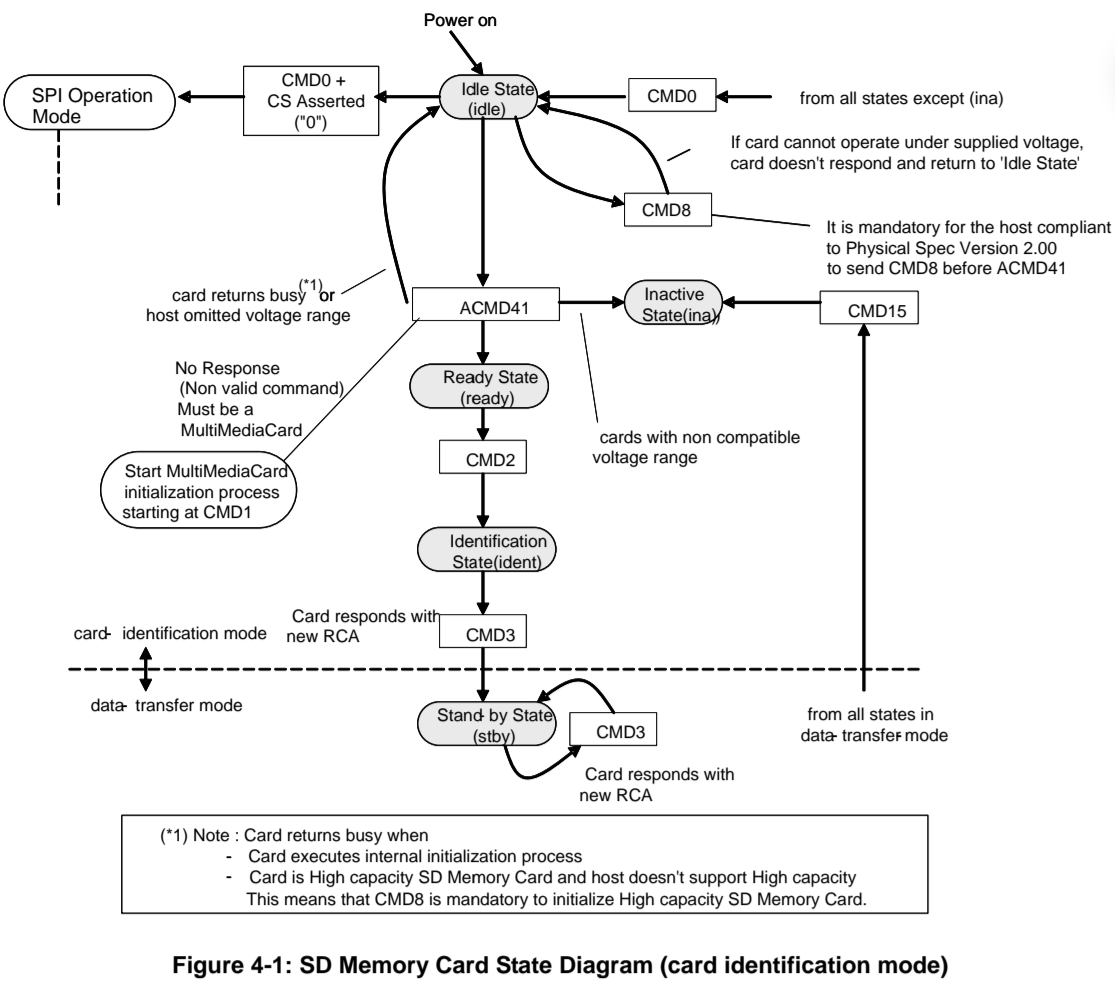 Power on
SPI Operation
Mode
CMD0 +
CS Asserted
("0")
Idle State
(idle)
CMD0
from all states except (ina)
If card cannot operate under supplied voltage,
card doesn't respond and return to 'Idle State'
CMD8
It is mandatory for the host compliant
to Physical Spec Version 2.00
to send CMD8 before ACMD41
card returns busy(*1) or
host omitted voltage range
ACMD41
Inactive
State(ina)
CMD15
No Response
(Non valid command)
Must be a
MultiMediaCard
Ready State
(ready)
cards with non compatible
voltage range
CMD2
Start MultiMediaCard
initialization process
starting at CMD1
Identification
State(ident)
Card responds with
new RCA
CMD3
card- identification mode
data- transfer mode
Stand-by State
(stby)
CMD3
Card responds with
new RCA
from all states in
data- transfer-mode
(*1) Note : Card returns busy when
- Card executes internal initialization process
- Card is High capacity SD Memory Card and host doesn't support High capacity
This means that CMD8 is mandatory to initialize High capacity SD Memory Card.
Figure 4-1: SD Memory Card State Diagram (card identification mode)